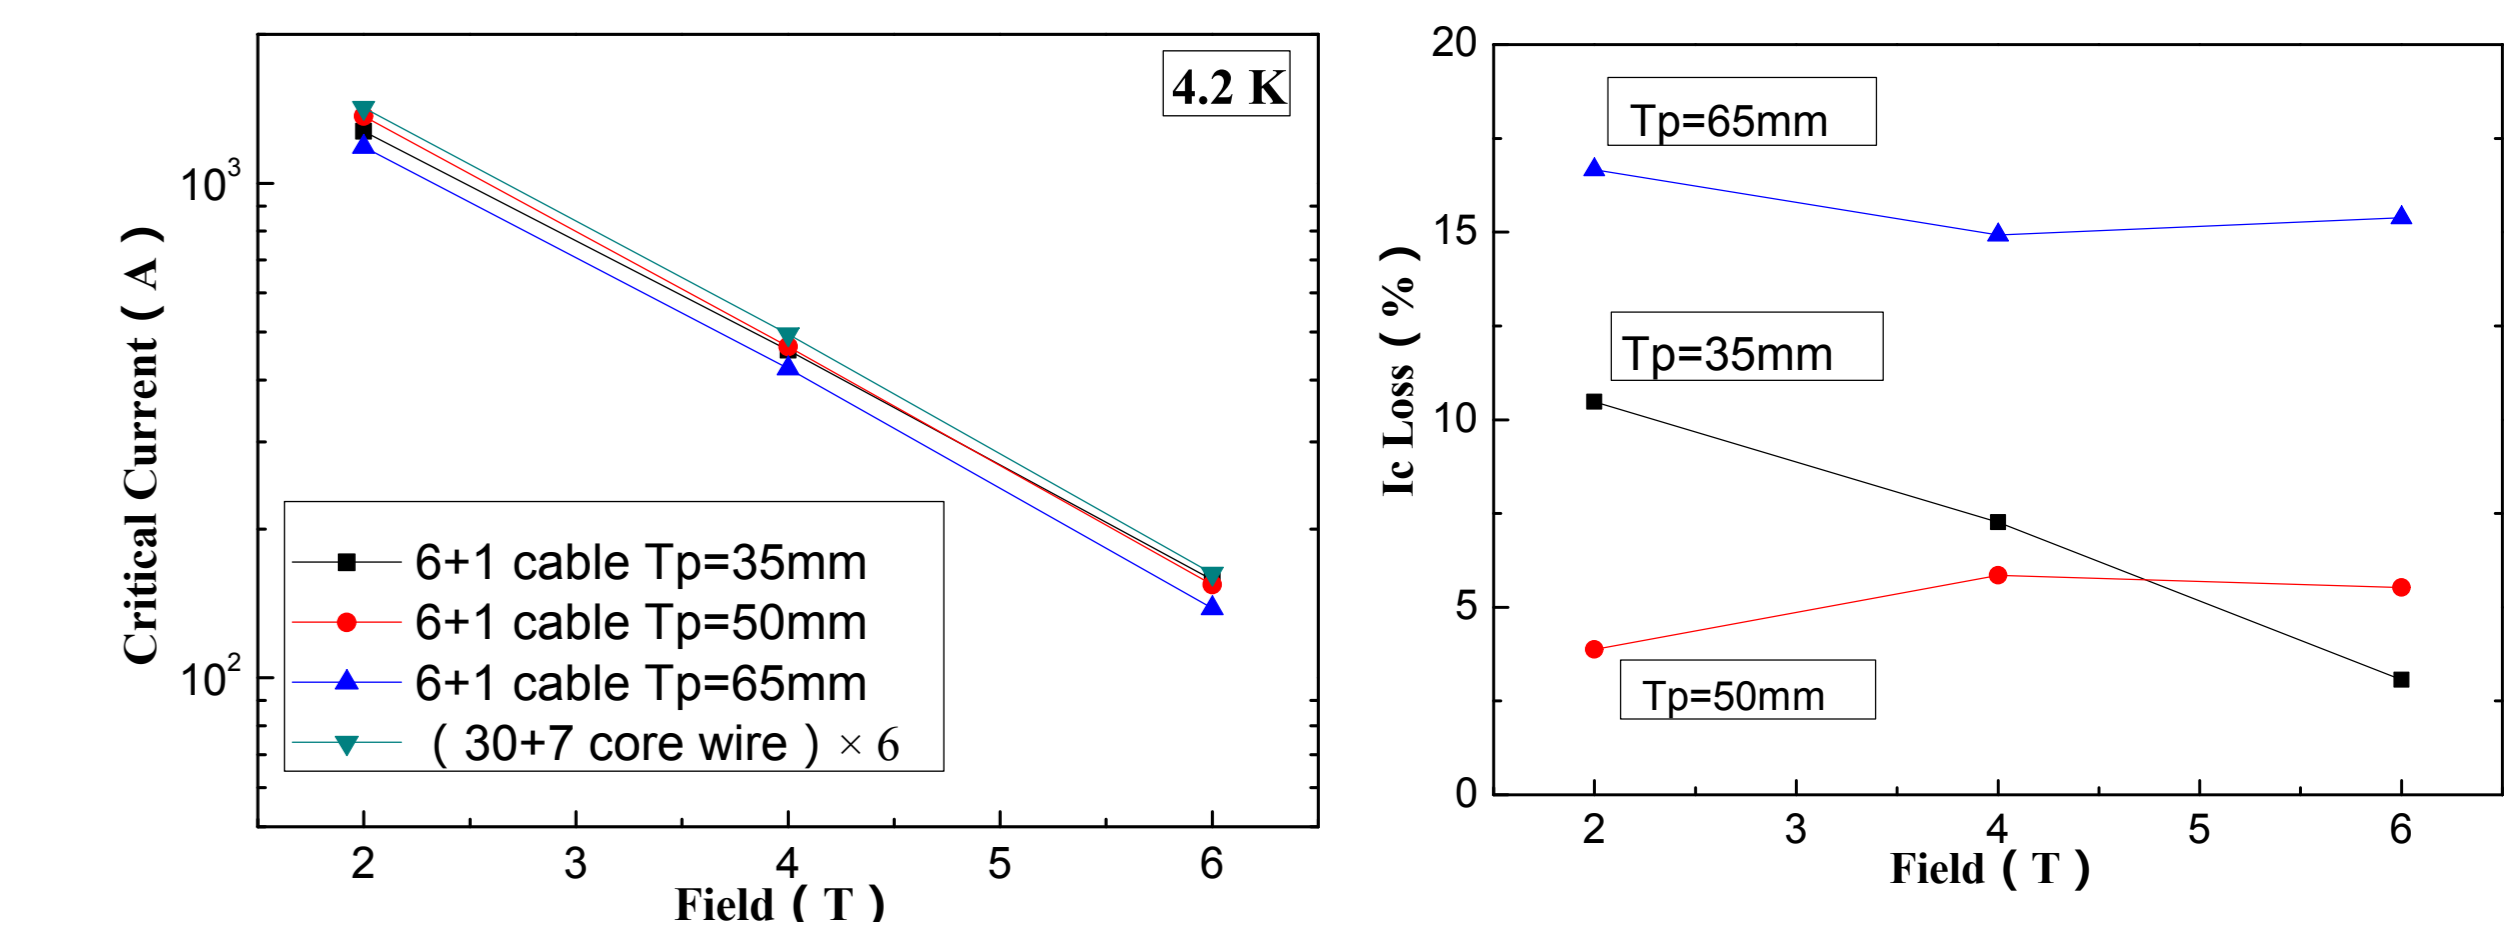 4.2 K
10³
10²
Critical Current ( A )
6+1 cable Tp=35mm
6+1 cable Tp=50mm
6+1 cable Tp=65mm
( 30+7 core wire ) × 6
2 3 4 5 6
Field ( T )
20
15
10
5
0
Ic Loss ( % )
Tp=65mm
Tp=35mm
Tp=50mm
2 3 4 5 6
Field ( T )